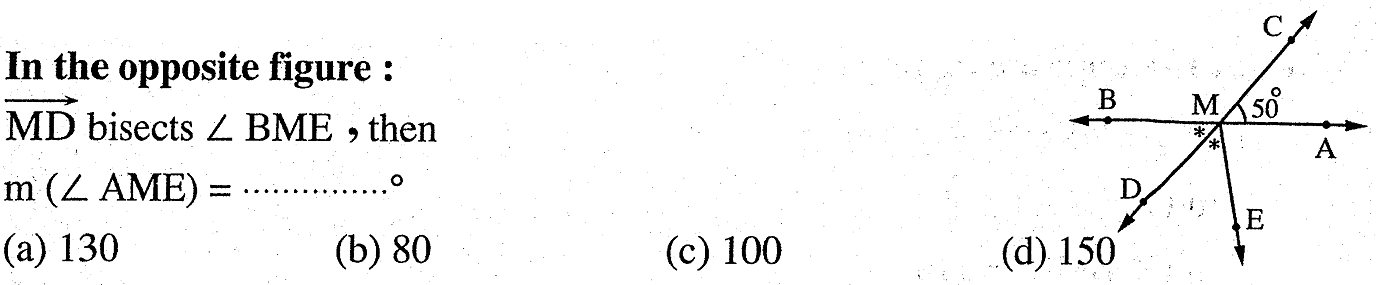 In the opposite figure :
MD bisects ∠ BME , then
m (∠ AME) = ...............°
(a) 130 (b) 80 (c) 100 (d) 150
C
B M 50°
A
* *
D
E